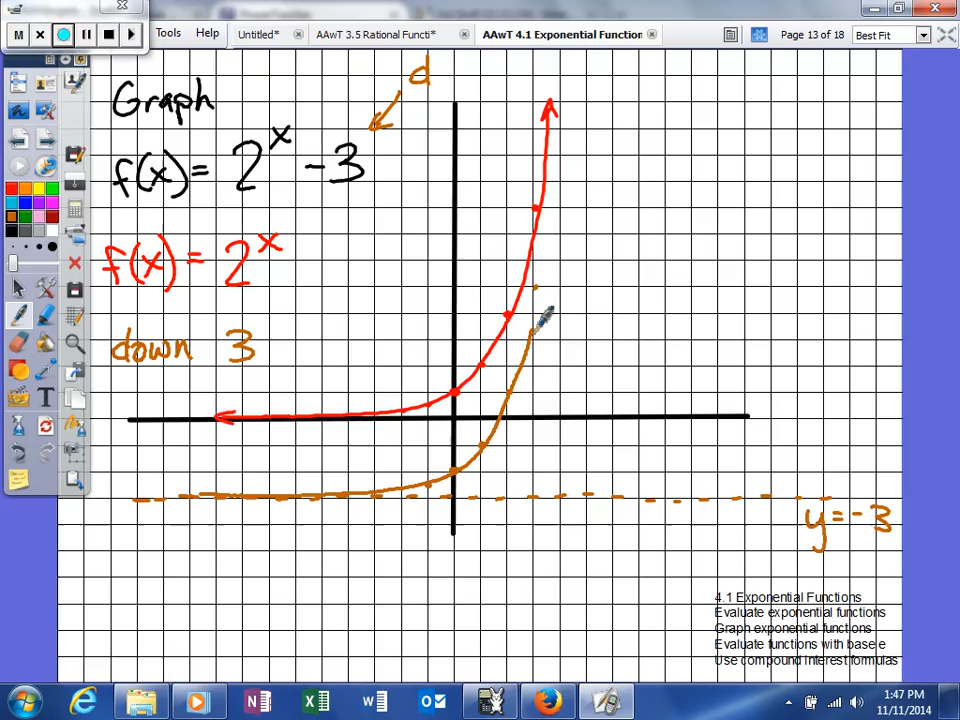 M
Tools Help Untitled* AAwT 3.5 Rational Functi* AAwT 4.1 Exponential Function Page 13 of 18 Best Fit
d
Graph
f(x)= 2^x -3
f(x)= 2^x
down 3
y=-3
4.1 Exponential Functions
Evaluate exponential functions
Graph exponential functions
Evaluate functions with base e
Use compound interest formulas
1:47 PM
11/11/2014